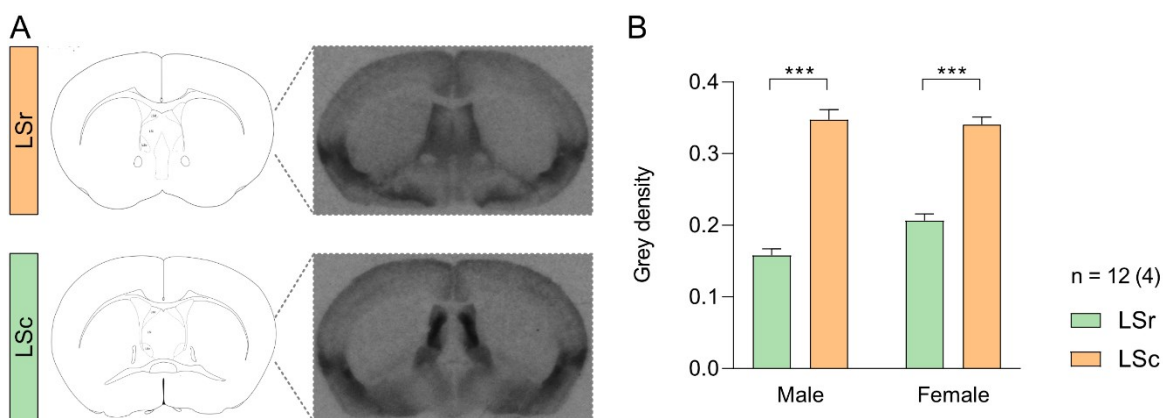 A
LSr
LSc
B
***
***
0.4
0.3
0.2
0.1
0.0
Grey density
Male
Female
n = 12 (4)
LSr
LSc